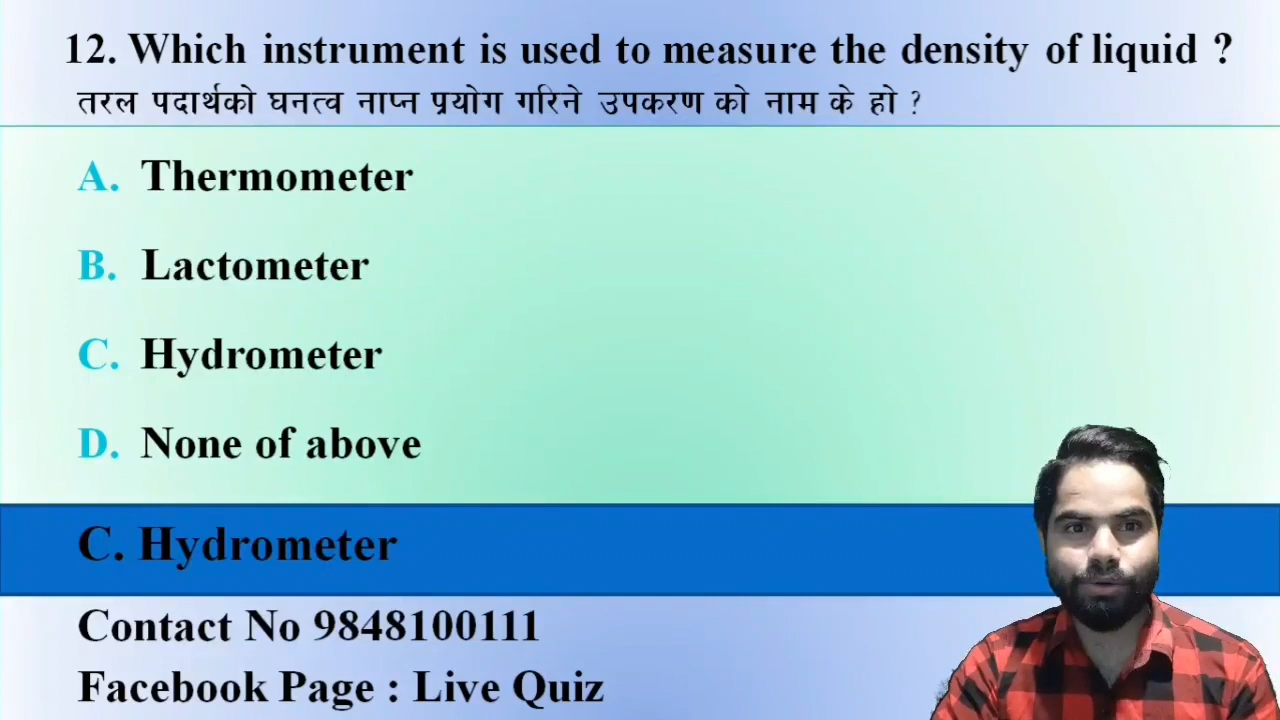 12. Which instrument is used to measure the density of liquid ?
तरल पदार्थको घनत्व नाप्न प्रयोग गरिने उपकरण को नाम के हो ?
A. Thermometer
B. Lactometer
C. Hydrometer
D. None of above
C. Hydrometer
Contact No 9848100111
Facebook Page : Live Quiz